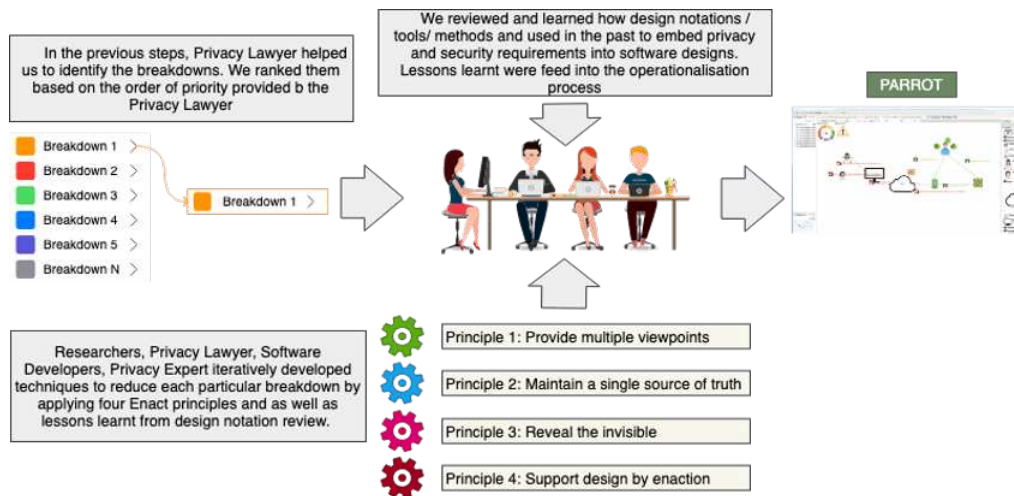 In the previous steps, Privacy Lawyer helped
us to identify the breakdowns. We ranked them
based on the order of priority provided b the
Privacy Lawyer
We reviewed and learned how design notations /
tools/ methods and used in the past to embed privacy
and security requirements into software designs.
Lessons learnt were feed into the operationalisation
process
PARROT
Breakdown 1
Breakdown 2
Breakdown 3
Breakdown 4
Breakdown 5
Breakdown N
Breakdown 1
Researchers, Privacy Lawyer, Software
Developers, Privacy Expert iteratively developed
techniques to reduce each particular breakdown by
applying four Enact principles and as well as
lessons learnt from design notation review.
Principle 1: Provide multiple viewpoints
Principle 2: Maintain a single source of truth
Principle 3: Reveal the invisible
Principle 4: Support design by enaction